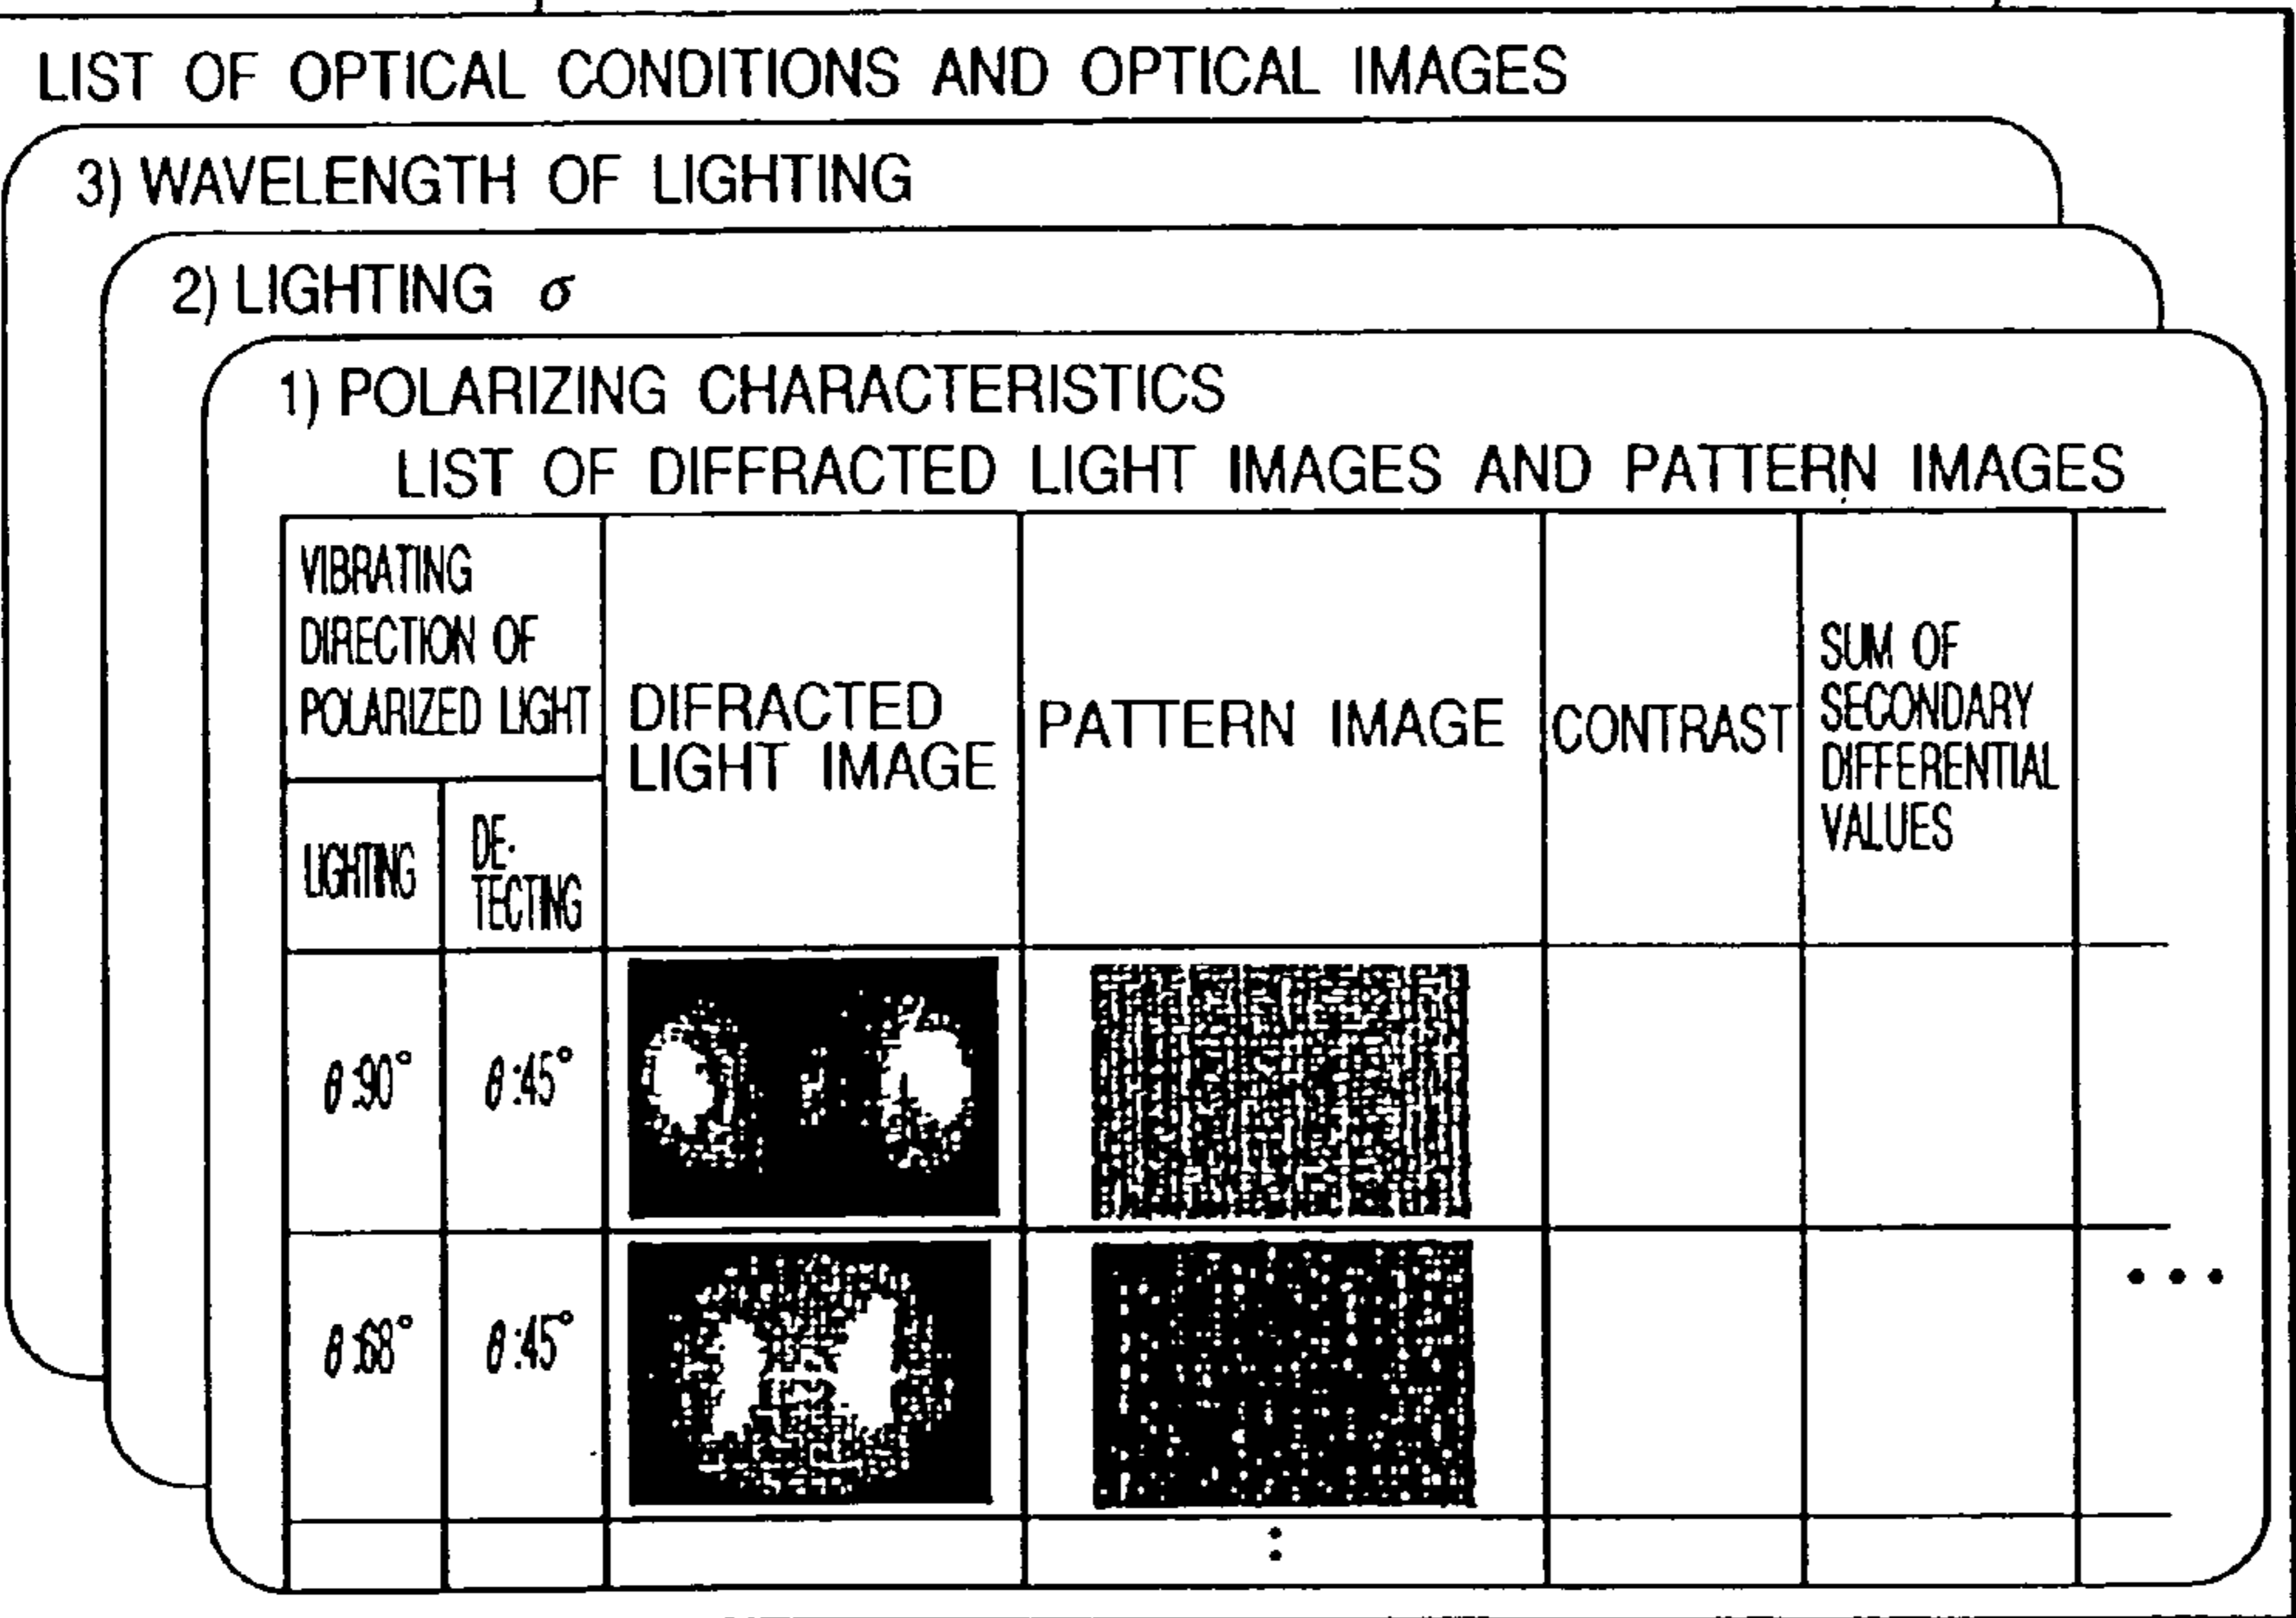 LIST OF OPTICAL CONDITIONS AND OPTICAL IMAGES
3) WAVELENGTH OF LIGHTING
2) LIGHTING σ
1) POLARIZING CHARACTERISTICS
LIST OF DIFFRACTED LIGHT IMAGES AND PATTERN IMAGES
VIBRATING
DIRECTION OF
POLARIZED LIGHT
LIGHTING
DE-
TECTING
DIFRACTED
LIGHT IMAGE
PATTERN IMAGE
CONTRAST
SUM OF
SECONDARY
DIFFERENTIAL
VALUES
θ:90° θ:45°
θ:68° θ:45°